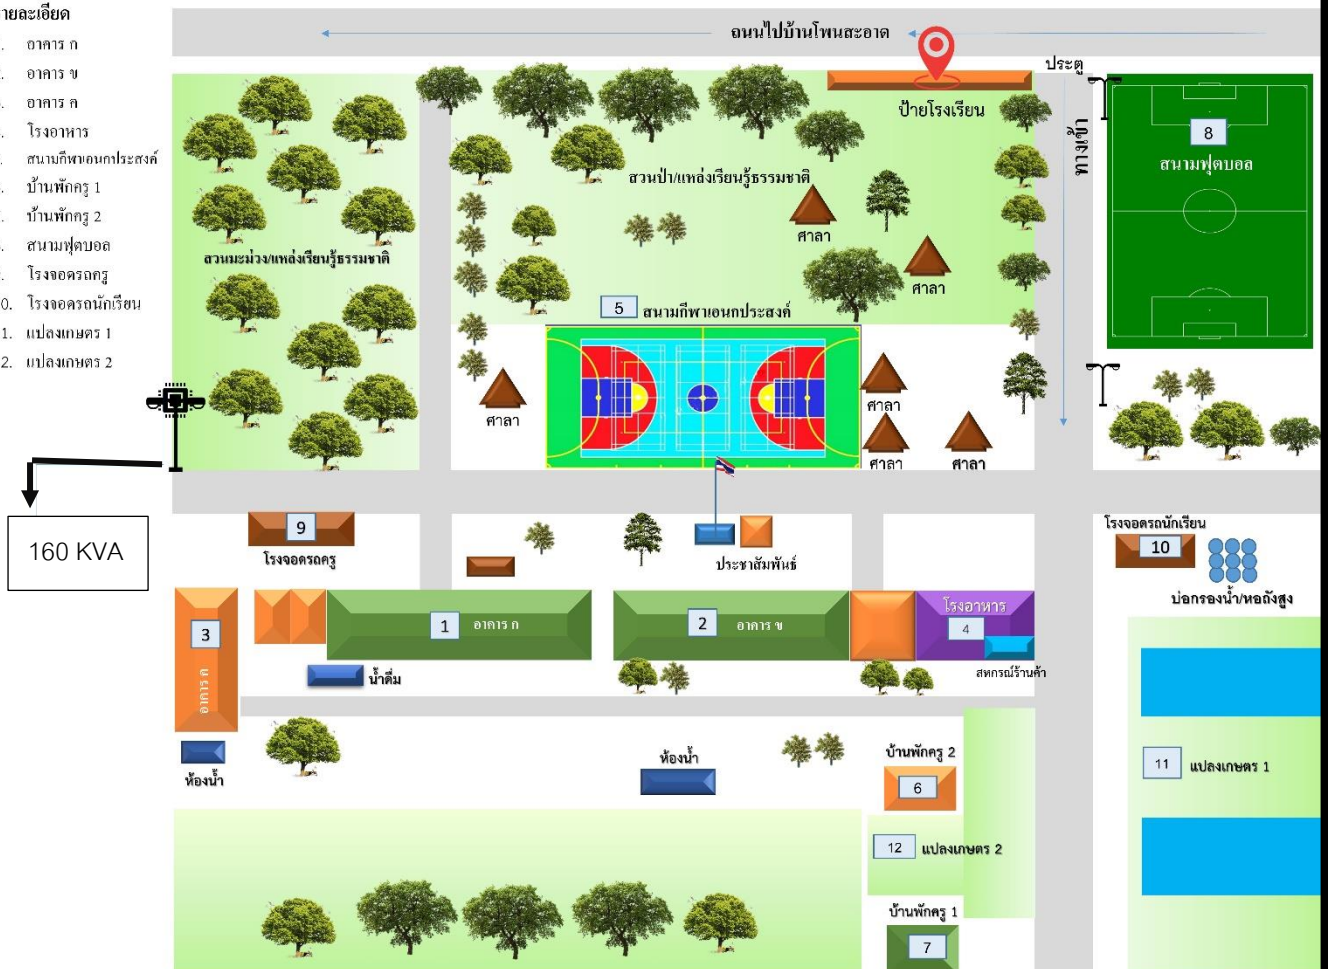 ายละเอียด
. อาคาร ก
. อาคาร ข
. อาคาร ค
. โรงอาหาร
. สนามกีฬาเอนกประสงค์
. บ้านพักครู 1
. บ้านพักครู 2
. สนามฟุตบอล
. โรงจอดรถครู
0. โรงจอดรถนักเรียน
1. แปลงเกษตร 1
2. แปลงเกษตร 2
ถนนไปบ้านโพนสะอาด
ประตู
ป้ายโรงเรียน
ทางเข้า
8
สนามฟุตบอล
สวนป่า/แหล่งเรียนรู้ธรรมชาติ
ศาลา
สวนมะม่วง/แหล่งเรียนรู้ธรรมชาติ
ศาลา
5 สนามกีฬาเอนกประสงค์
ศาลา
ศาลา
ศาลา
ศาลา
160 KVA
9
โรงจอดรถครู
ประชาสัมพันธ์
โรงจอดรถนักเรียน
10
บ่อกรองน้ำ/หอถังสูง
3
อาคาร ค
1 อาคาร ก
2 อาคาร ข
โรงอาหาร
4
สหกรณ์ร้านค้า
น้ำดื่ม
ห้องน้ำ
ห้องน้ำ
บ้านพักครู 2
6
11 แปลงเกษตร 1
12 แปลงเกษตร 2
บ้านพักครู 1
7